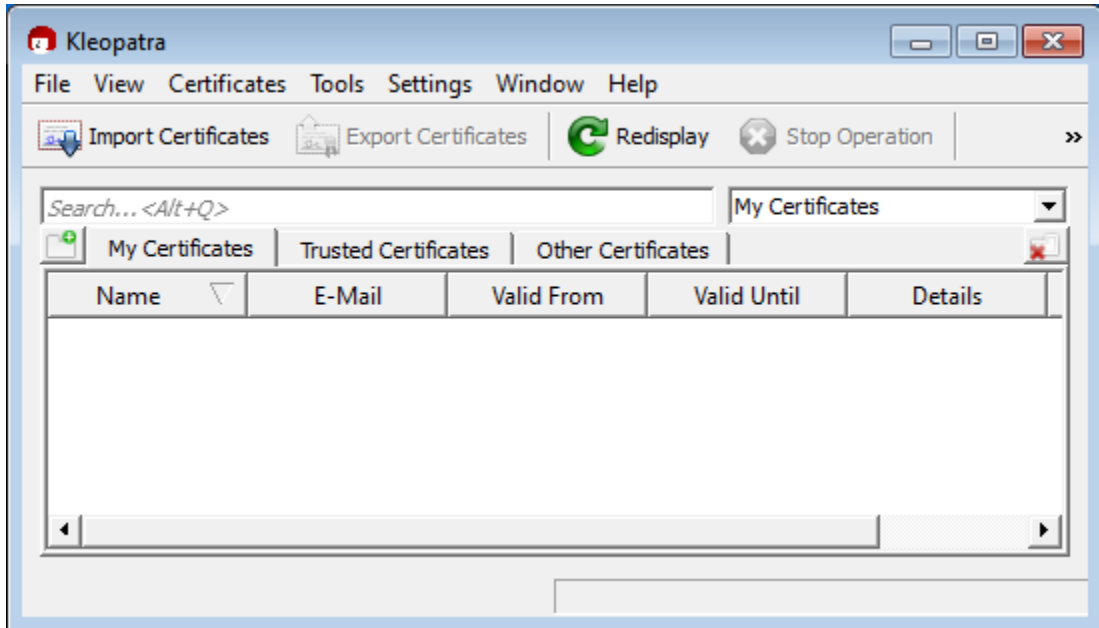 Kleopatra
File View Certificates Tools Settings Window Help
Import Certificates Export Certificates Redisplay Stop Operation »
Search...<Alt+Q> My Certificates
My Certificates Trusted Certificates Other Certificates
Name E-Mail Valid From Valid Until Details